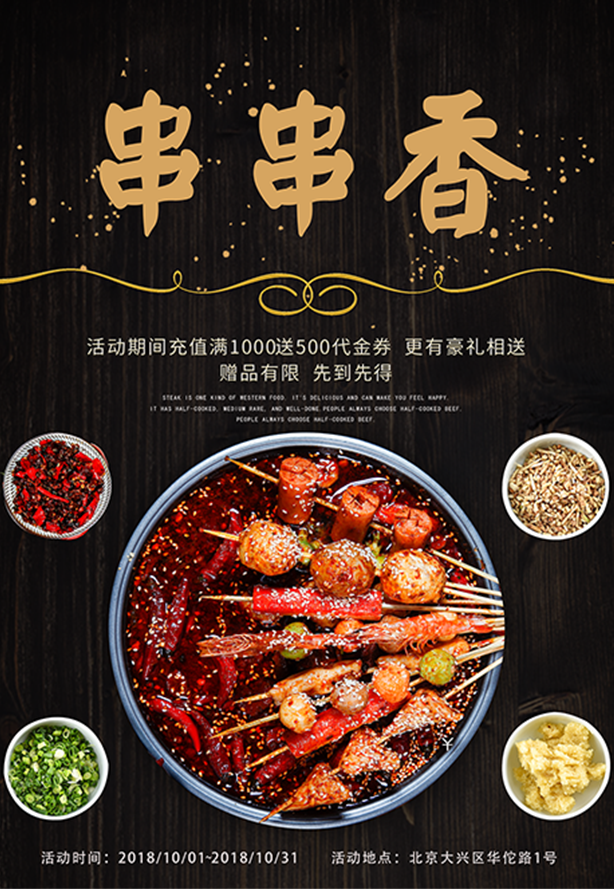 串串香
活动期间充值满1000送500代金券 更有豪礼相送
赠品有限 先到先得
STEAK IS ONE KIND OF WESTERN FOOD. IT'S DELICIOUS AND CAN MAKE YOU FEEL HAPPY.
IT HAS HALF-COOKED, MEDIUM RARE, AND WELL-DONE.PEOPLE ALWAYS CHOOSE HALF-COOKED BEEF.
PEOPLE ALWAYS CHOOSE HALF-COOKED BEEF.
活动时间：2018/10/01~2018/10/31 活动地点：北京大兴区华佗路1号